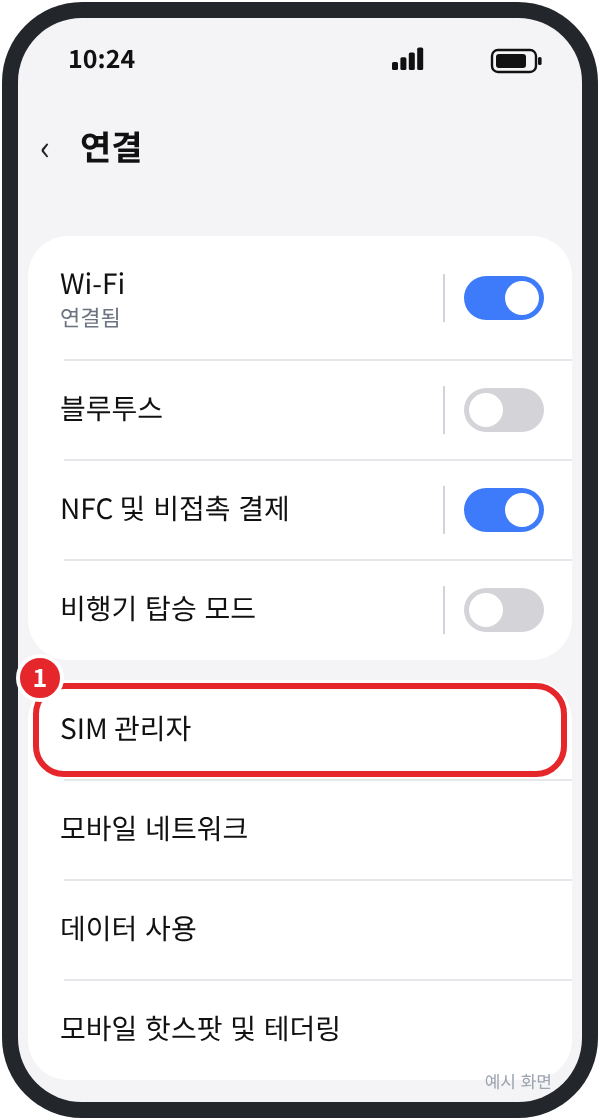 10:24
‹ 연결
Wi-Fi
연결됨
블루투스
NFC 및 비접촉 결제
비행기 탑승 모드
1
SIM 관리자
모바일 네트워크
데이터 사용
모바일 핫스팟 및 테더링
예시 화면